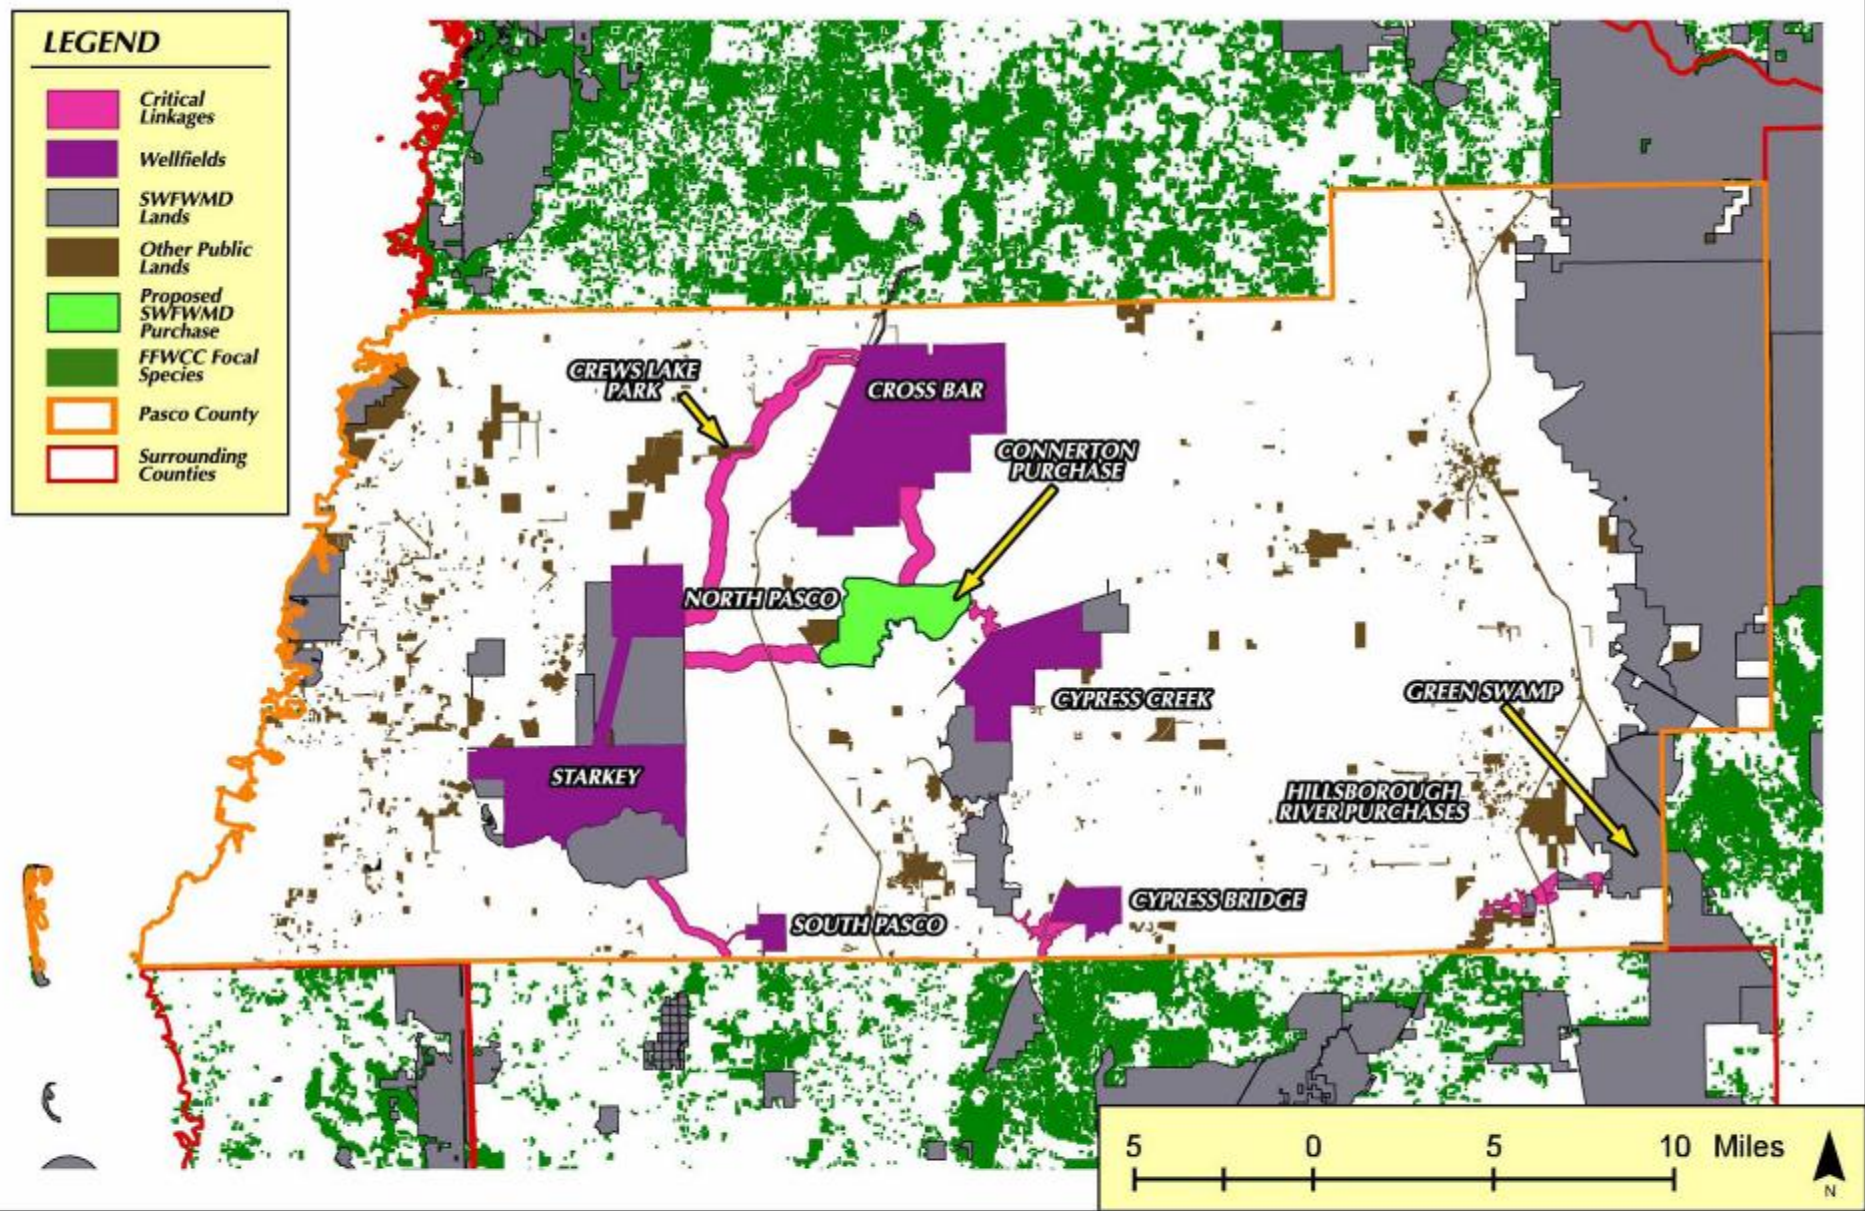 LEGEND
Critical
Linkages
Wellfields
SWFWMD
Lands
Other Public
Lands
Proposed
SWFWMD
Purchase
FFWCC Focal
Species
Pasco County
Surrounding
Counties
CREWS LAKE
PARK
CROSS BAR
CONNERTON
PURCHASE
NORTH PASCO
CYPRESS CREEK
GREEN SWAMP
STARKEY
HILLSBOROUGH
RIVER PURCHASES
CYPRESS BRIDGE
SOUTH PASCO
5 0 5 10 Miles
N